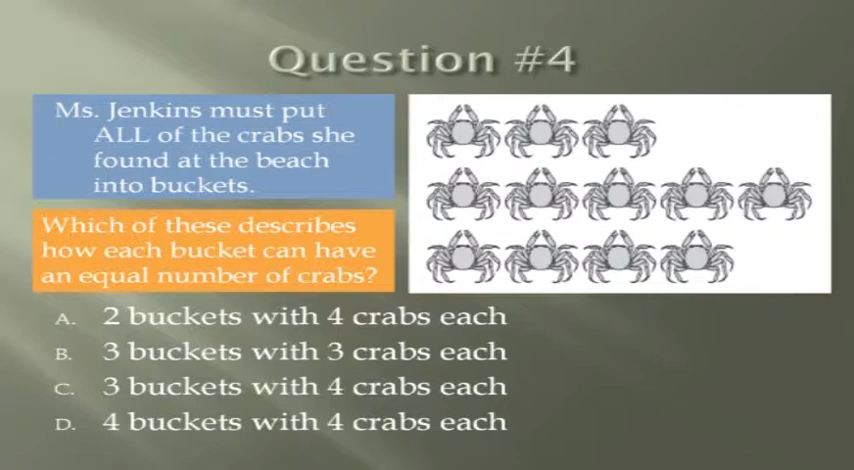 Question #4
Ms. Jenkins must put
ALL of the crabs she
found at the beach
into buckets.
Which of these describes
how each bucket can have
an equal number of crabs?
A. 2 buckets with 4 crabs each
B. 3 buckets with 3 crabs each
C. 3 buckets with 4 crabs each
D. 4 buckets with 4 crabs each